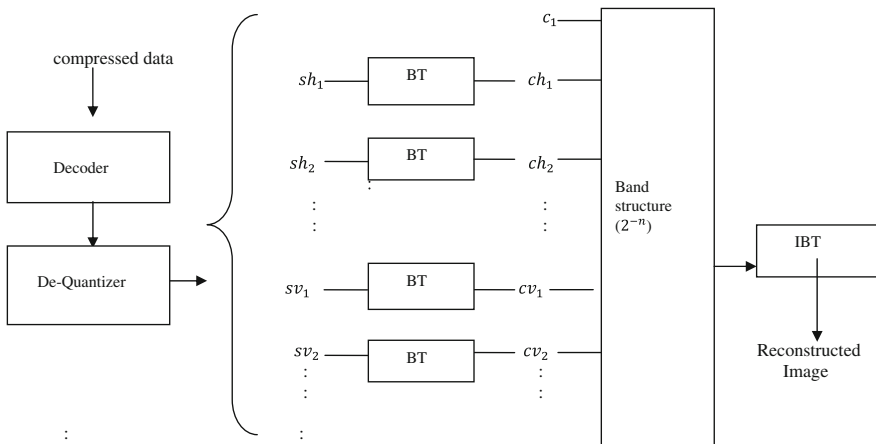 compressed data
Decoder
De-Quantizer
⋮
c₁
sh₁ BT ch₁
sh₂ BT ch₂
⋮ ⋮ ⋮ ⋮
sv₁ BT cv₁
sv₂ BT cv₂
⋮ ⋮
⋮
Band
structure
(2⁻ⁿ)
IBT
Reconstructed
Image